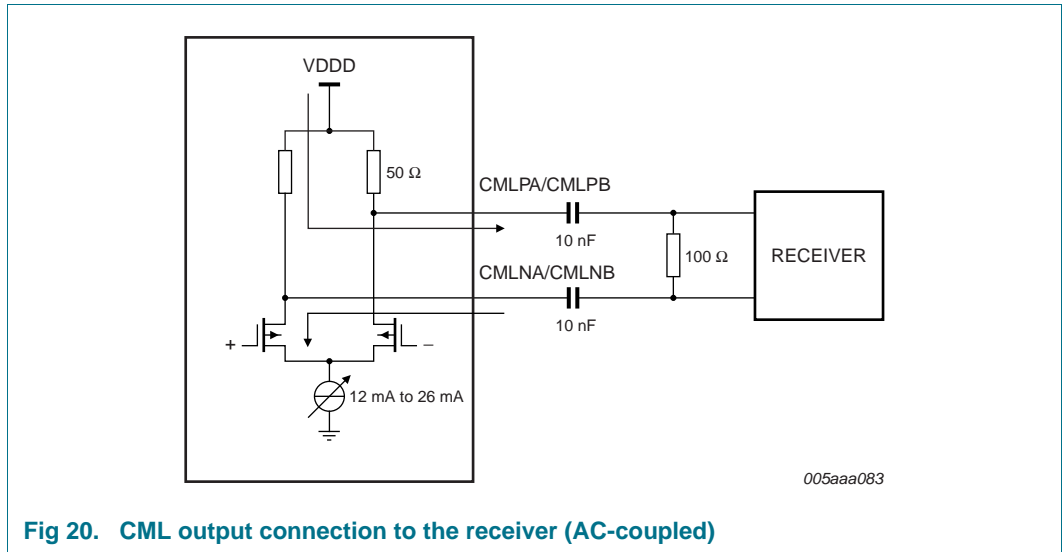 VDDD
50 Ω
CMLPA/CMLPB
10 nF
100 Ω
RECEIVER
CMLNA/CMLNB
10 nF
+
−
12 mA to 26 mA
005aaa083
Fig 20. CML output connection to the receiver (AC-coupled)